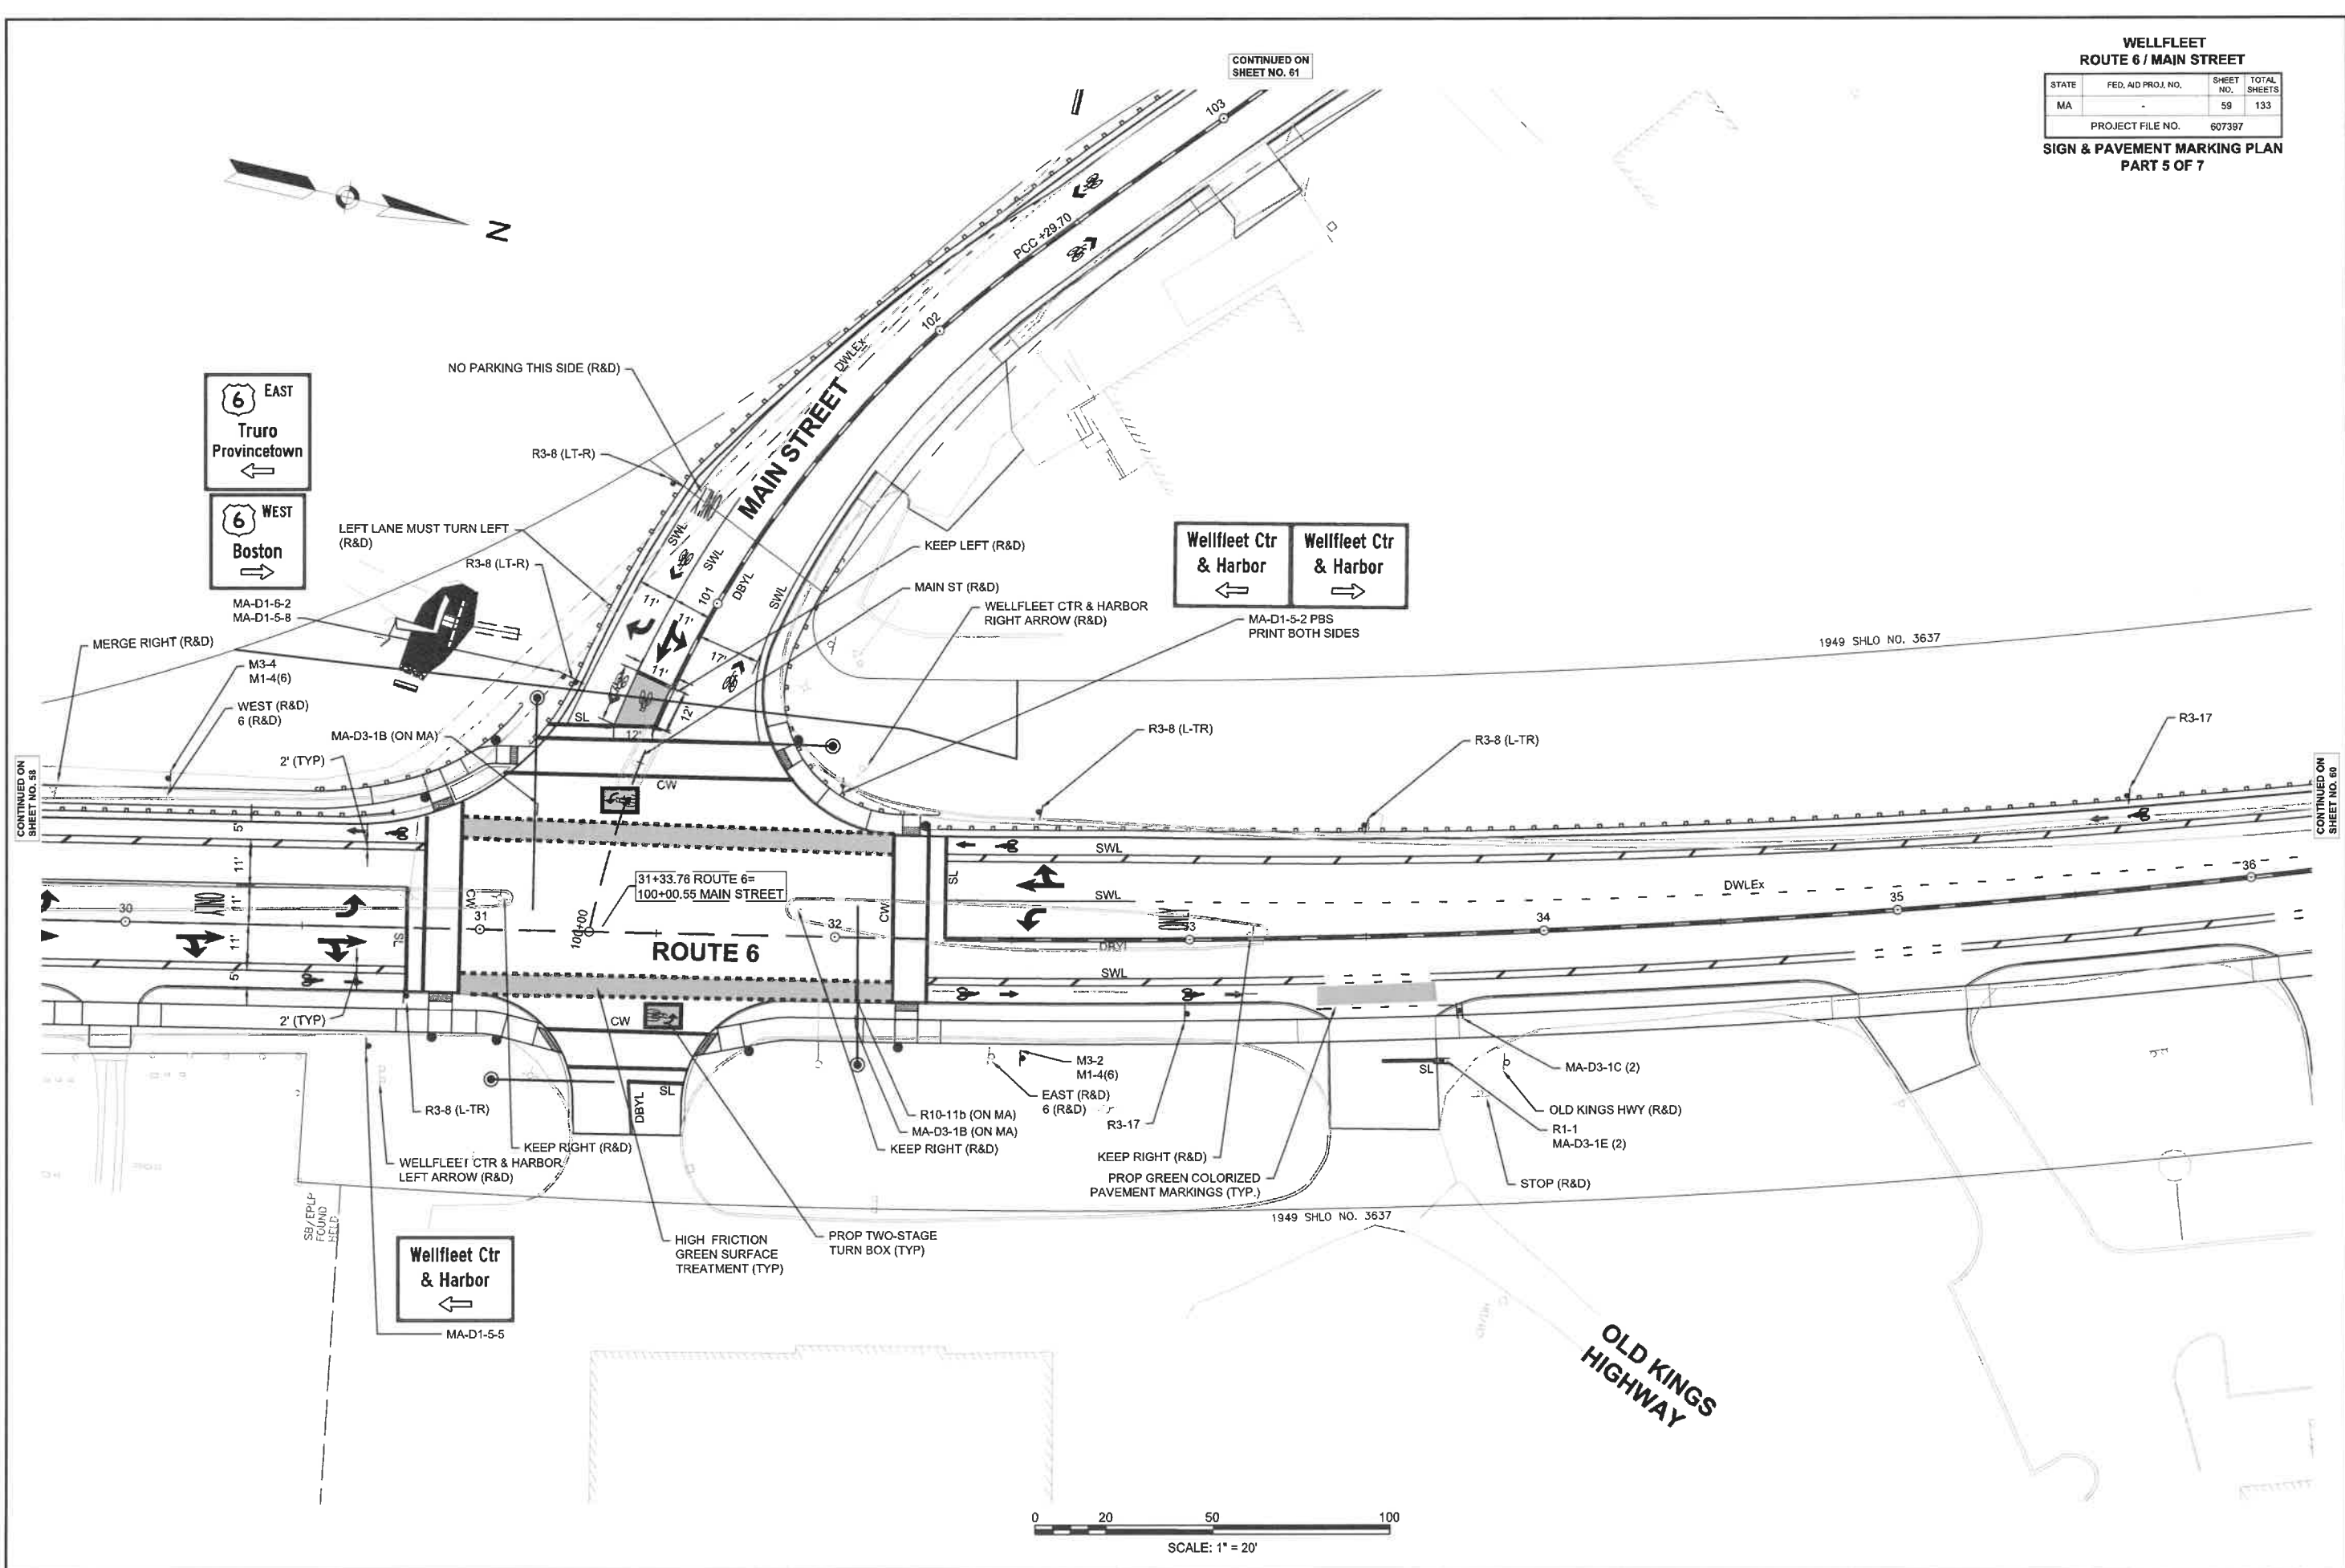 WELLFLEET
ROUTE 6 / MAIN STREET
STATE
FED. AID PROJ. NO.
SHEET NO.
TOTAL SHEETS
MA
-
59
133
PROJECT FILE NO.
607397
SIGN & PAVEMENT MARKING PLAN
PART 5 OF 7
CONTINUED ON
SHEET NO. 61
103
N
PCC +29.70
102
DWLEx
MAIN STREET
NO PARKING THIS SIDE (R&D)
R3-8 (LT-R)
6 EAST
Truro
Provincetown
6 WEST
Boston
MA-D1-6-2
MA-D1-5-8
LEFT LANE MUST TURN LEFT
(R&D)
R3-8 (LT-R)
SWL
SWL
101
DBYL
SWL
11'
11'
11'
17'
12'
12'
SL
KEEP LEFT (R&D)
MAIN ST (R&D)
WELLFLEET CTR & HARBOR
RIGHT ARROW (R&D)
Wellfleet Ctr
& Harbor
Wellfleet Ctr
& Harbor
MA-D1-5-2 PBS
PRINT BOTH SIDES
1949 SHLO NO. 3637
MERGE RIGHT (R&D)
M3-4
M1-4(6)
WEST (R&D)
6 (R&D)
MA-D3-1B (ON MA)
2' (TYP)
R3-8 (L-TR)
R3-8 (L-TR)
R3-17
CONTINUED ON
SHEET NO. 58
CONTINUED ON
SHEET NO. 60
CW
5'
11'
11'
11'
5'
ONLY
30
SL
CW
31
31+33.76 ROUTE 6=
100+00.55 MAIN STREET
100+00
ROUTE 6
32
CW
SL
SWL
SWL
33
DBYL
SWL
34
DWLEx
35
36
2' (TYP)
CW
SL
DBYL
R3-8 (L-TR)
KEEP RIGHT (R&D)
WELLFLEET CTR & HARBOR
LEFT ARROW (R&D)
M3-2
M1-4(6)
EAST (R&D)
6 (R&D)
R10-11b (ON MA)
MA-D3-1B (ON MA)
KEEP RIGHT (R&D)
R3-17
KEEP RIGHT (R&D)
PROP GREEN COLORIZED
PAVEMENT MARKINGS (TYP.)
SL
MA-D3-1C (2)
OLD KINGS HWY (R&D)
R1-1
MA-D3-1E (2)
STOP (R&D)
1949 SHLO NO. 3637
SB/EPLP
FOUND
HELD
Wellfleet Ctr
& Harbor
MA-D1-5-5
HIGH FRICTION
GREEN SURFACE
TREATMENT (TYP)
PROP TWO-STAGE
TURN BOX (TYP)
OLD KINGS
HIGHWAY
0 20 50 100
SCALE: 1" = 20'